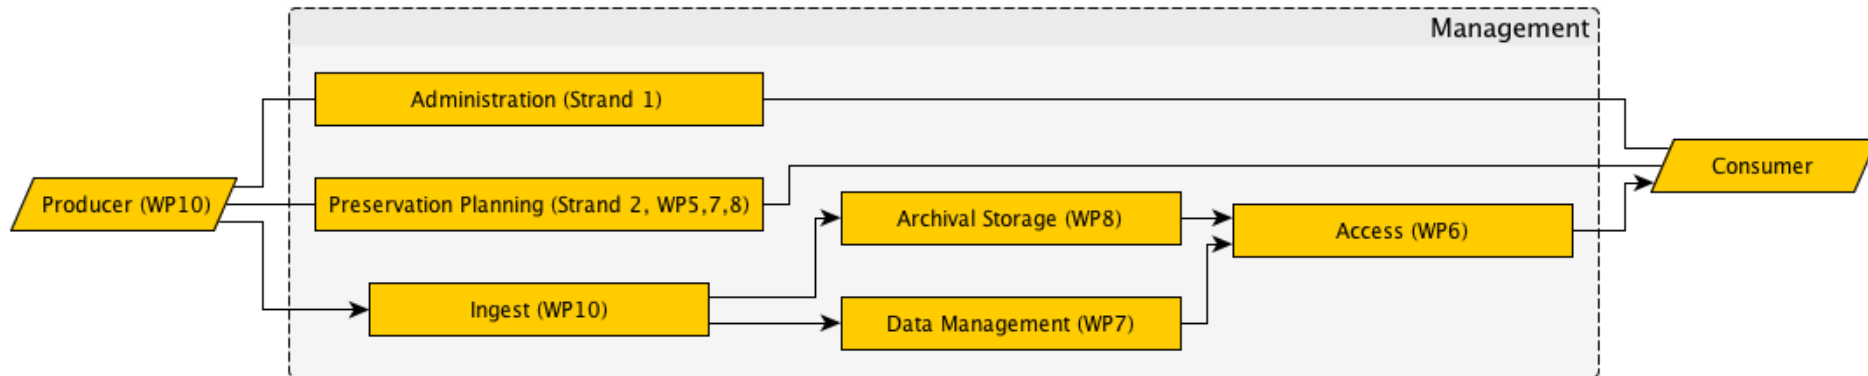 Management
Administration (Strand 1)
Producer (WP10)
Preservation Planning (Strand 2, WP5,7,8)
Ingest (WP10)
Archival Storage (WP8)
Data Management (WP7)
Access (WP6)
Consumer